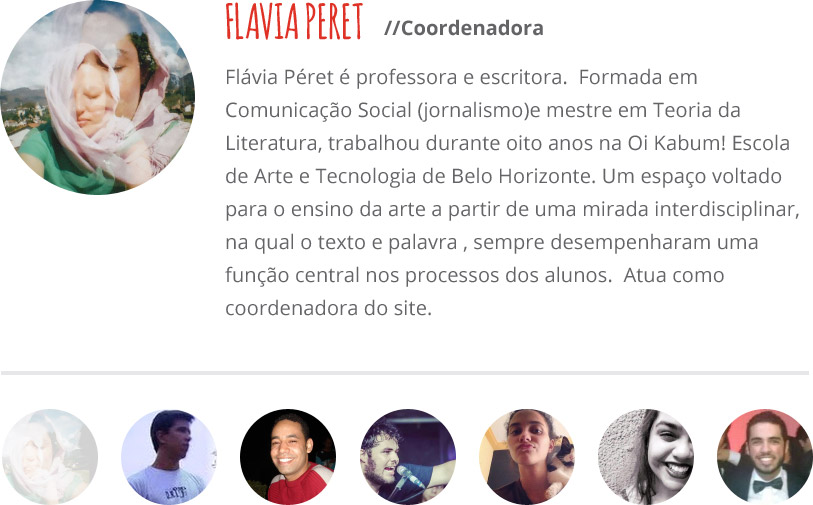 FLAVIA PERET //Coordenadora
Flávia Péret é professora e escritora.  Formada em
Comunicação Social (jornalismo)e mestre em Teoria da
Literatura, trabalhou durante oito anos na Oi Kabum! Escola
de Arte e Tecnologia de Belo Horizonte. Um espaço voltado
para o ensino da arte a partir de uma mirada interdisciplinar,
na qual o texto e palavra , sempre desempenharam uma
função central nos processos dos alunos.  Atua como
coordenadora do site.